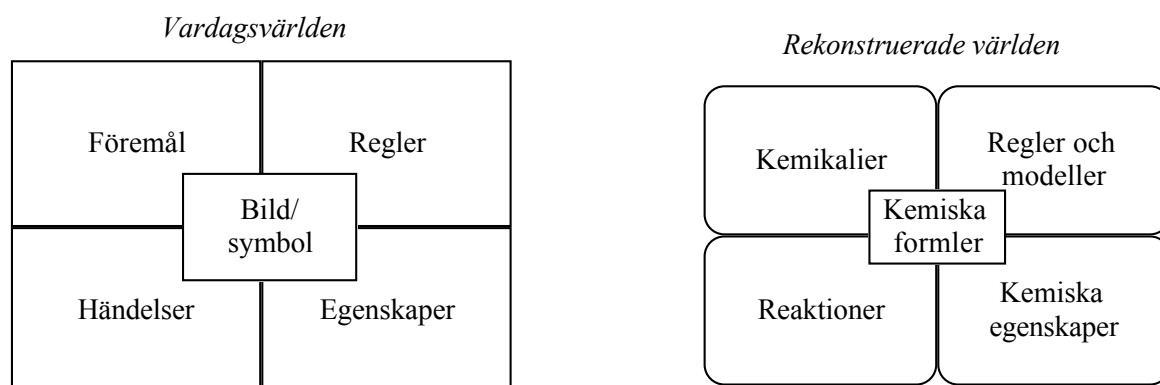 Vardagsvärlden
Föremål
Regler
Bild/
symbol
Händelser
Egenskaper
Rekonstruerade världen
Kemikalier
Regler och
modeller
Kemiska
formler
Reaktioner
Kemiska
egenskaper